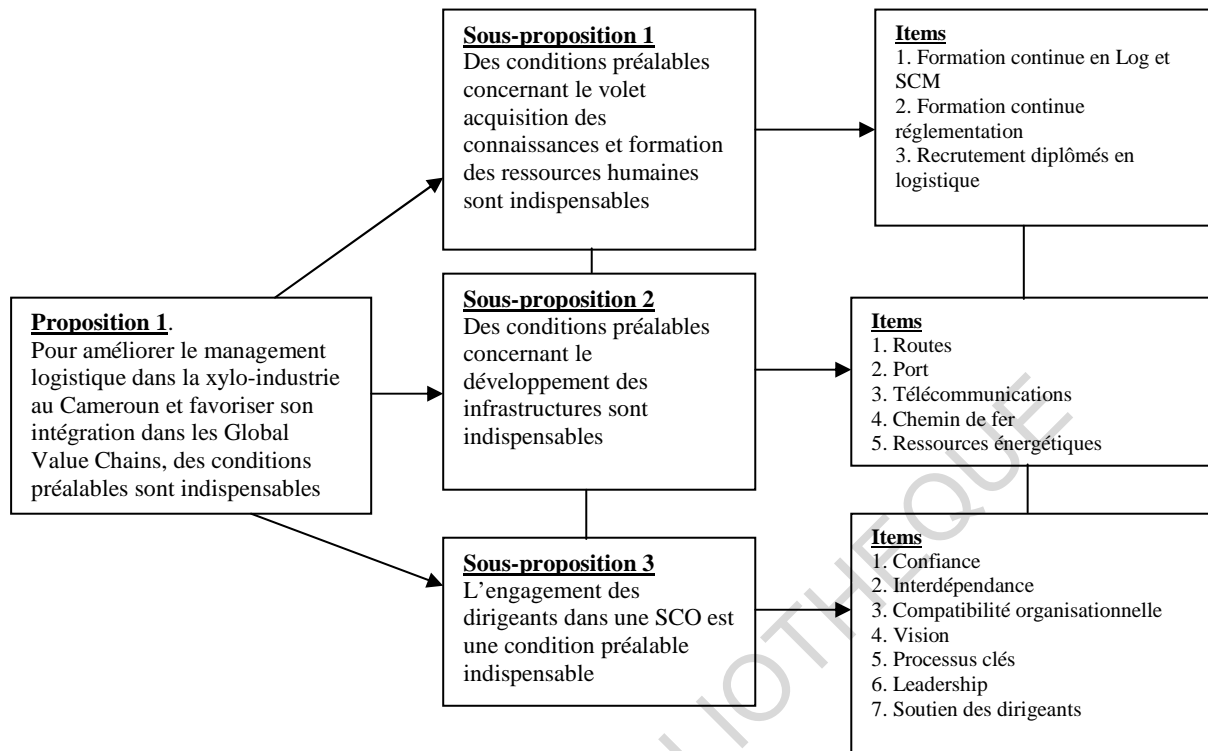 Sous-proposition 1
Des conditions préalables
concernant le volet
acquisition des
connaissances et formation
des ressources humaines
sont indispensables
Items
1. Formation continue en Log et
SCM
2. Formation continue
réglementation
3. Recrutement diplômés en
logistique
Proposition 1.
Pour améliorer le management
logistique dans la xylo-industrie
au Cameroun et favoriser son
intégration dans les Global
Value Chains, des conditions
préalables sont indispensables
Sous-proposition 2
Des conditions préalables
concernant le
développement des
infrastructures sont
indispensables
Items
1. Routes
2. Port
3. Télécommunications
4. Chemin de fer
5. Ressources énergétiques
Sous-proposition 3
L’engagement des
dirigeants dans une SCO est
une condition préalable
indispensable
Items
1. Confiance
2. Interdépendance
3. Compatibilité organisationnelle
4. Vision
5. Processus clés
6. Leadership
7. Soutien des dirigeants
LIOTHEQUE